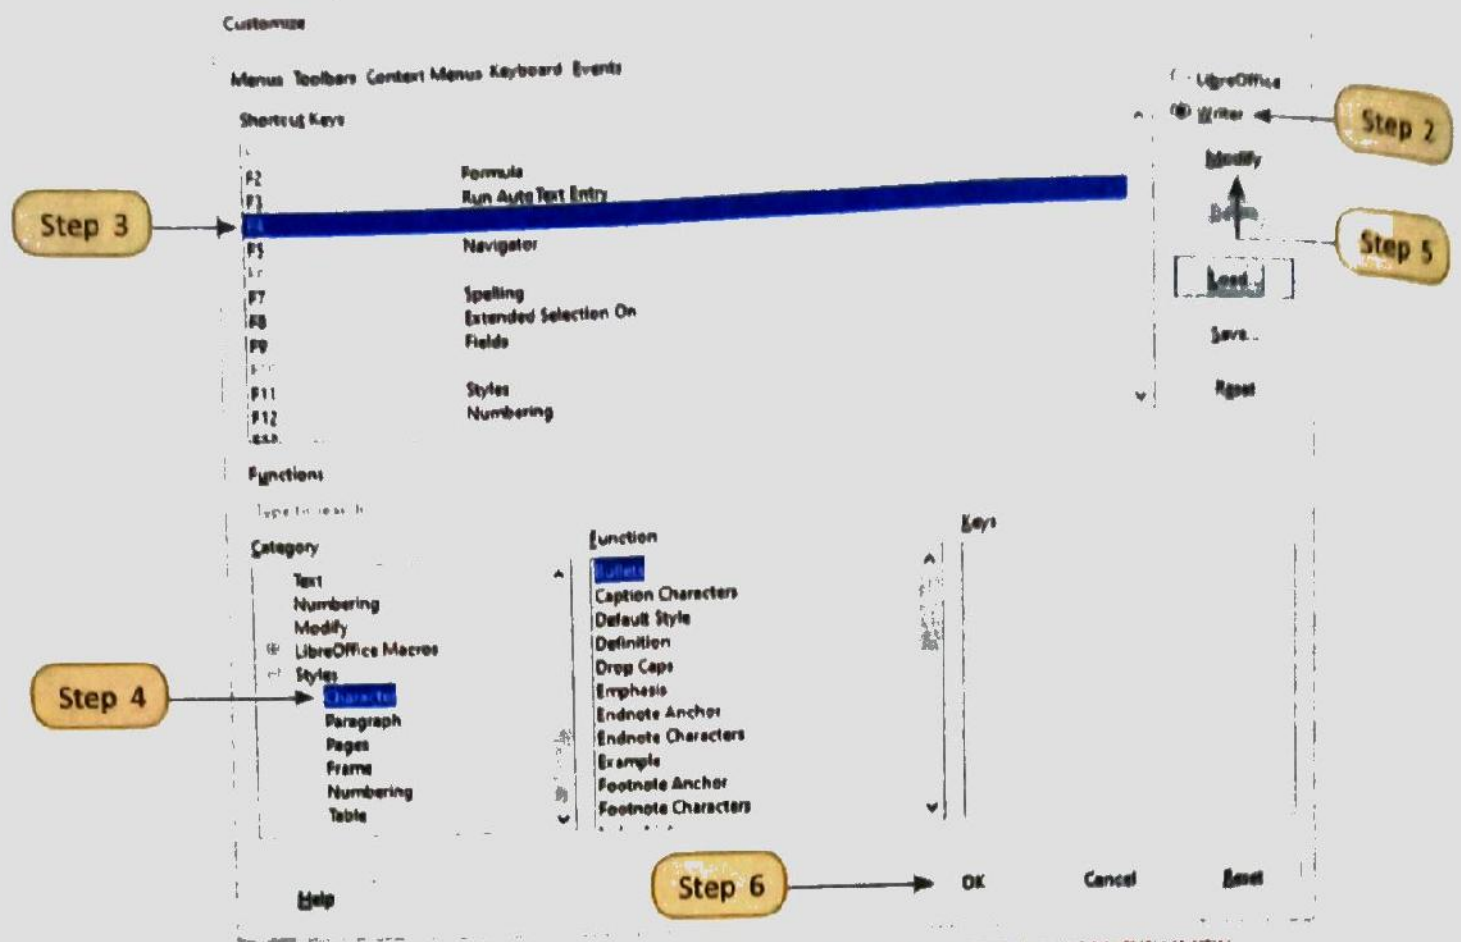 Customize
Menus Toolbars Context Menus Keyboard Events
LibreOffice
Shortcut Keys
Writer
Step 2
F2 Formula
Modify
F3 Run AutoText Entry
Step 3
F5 Navigator
Step 5
F7 Spelling
Load...
F8 Extended Selection On
F9 Fields
Save...
F11 Styles
Reset
F12 Numbering
Functions
Type to search
Category
Function
Keys
Text
Bullets
Numbering
Caption Characters
Modify
Default Style
LibreOffice Macros
Definition
Styles
Drop Caps
Step 4
Character
Emphasis
Paragraph
Endnote Anchor
Pages
Endnote Characters
Frame
Example
Numbering
Footnote Anchor
Table
Footnote Characters
Step 6
OK
Cancel
Reset
Help